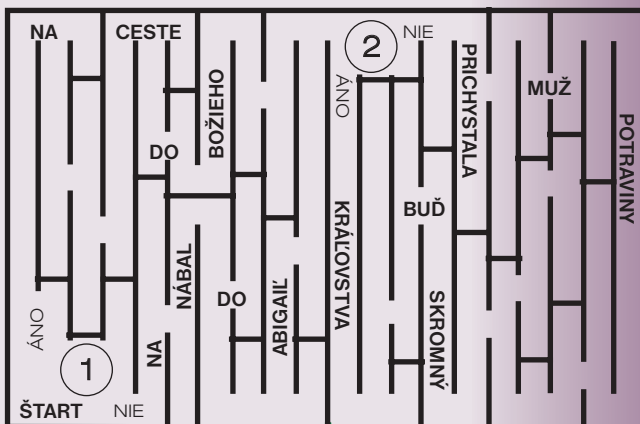 NA
CESTE
2
NIE
ÁNO
PRICHYSTALA
MUŽ
POTRAVINY
BOŽIEHO
DO
KRÁĽOVSTVA
BUĎ
NÁBAL
DO
ABIGAIĽ
SKROMNÝ
ÁNO
1
NA
ŠTART
NIE